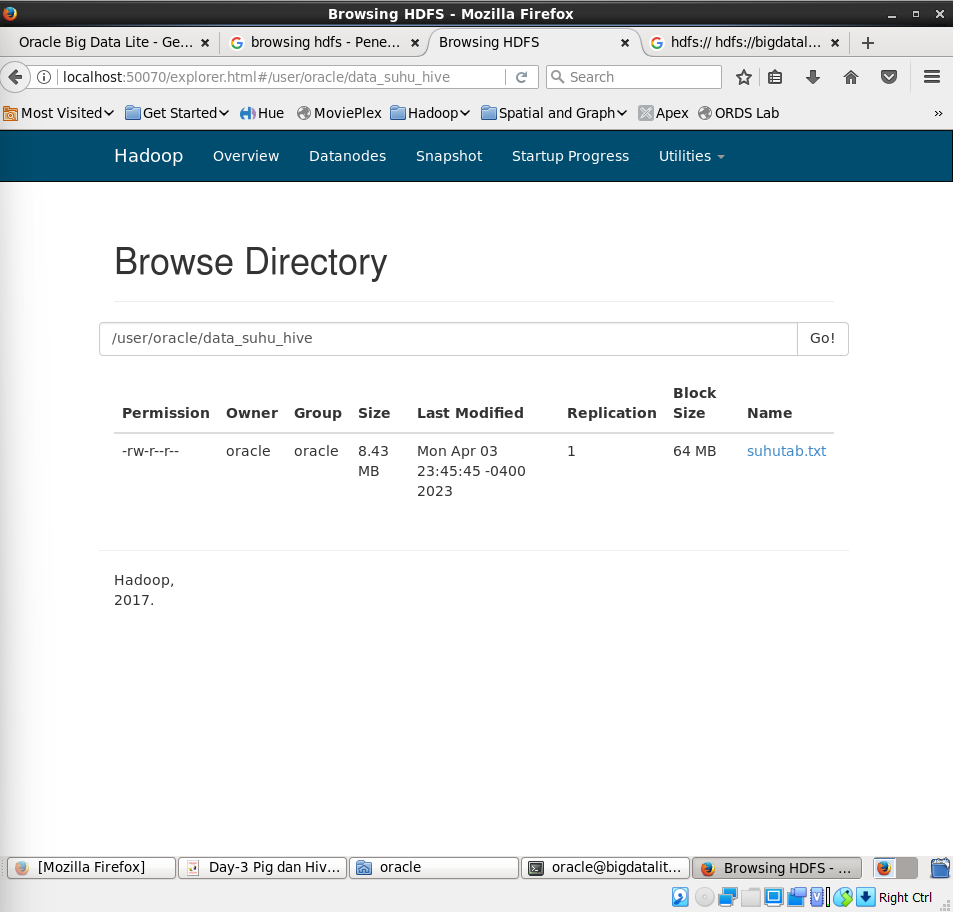 Browsing HDFS - Mozilla Firefox
Oracle Big Data Lite - Ge... browsing hdfs - Pene... Browsing HDFS hdfs:// hdfs://bigdatal...
localhost:50070/explorer.html#/user/oracle/data_suhu_hive Search
Most Visited Get Started Hue MoviePlex Hadoop Spatial and Graph Apex ORDS Lab »
Hadoop Overview Datanodes Snapshot Startup Progress Utilities
Browse Directory
/user/oracle/data_suhu_hive Go!
Permission Owner Group Size Last Modified Replication Block Size Name
-rw-r--r-- oracle oracle 8.43 MB Mon Apr 03 23:45:45 -0400 2023 1 64 MB suhutab.txt
Hadoop,
2017.
[Mozilla Firefox] Day-3 Pig dan Hiv... oracle oracle@bigdatalit... Browsing HDFS - ...
Right Ctrl